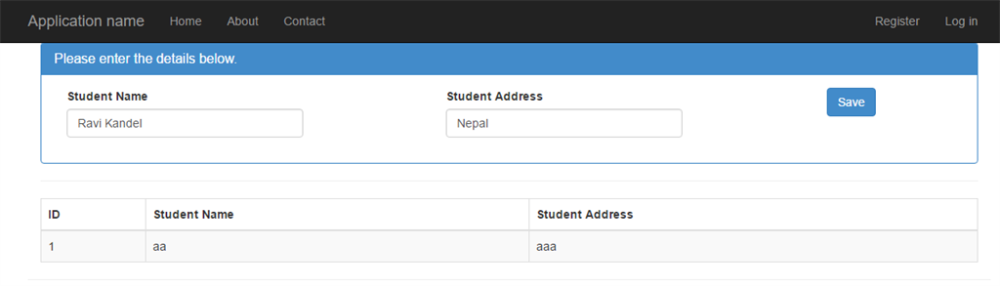 Application name Home About Contact Register Log in
Please enter the details below.
Student Name Student Address Save
Ravi Kandel Nepal
ID Student Name Student Address
1 aa aaa